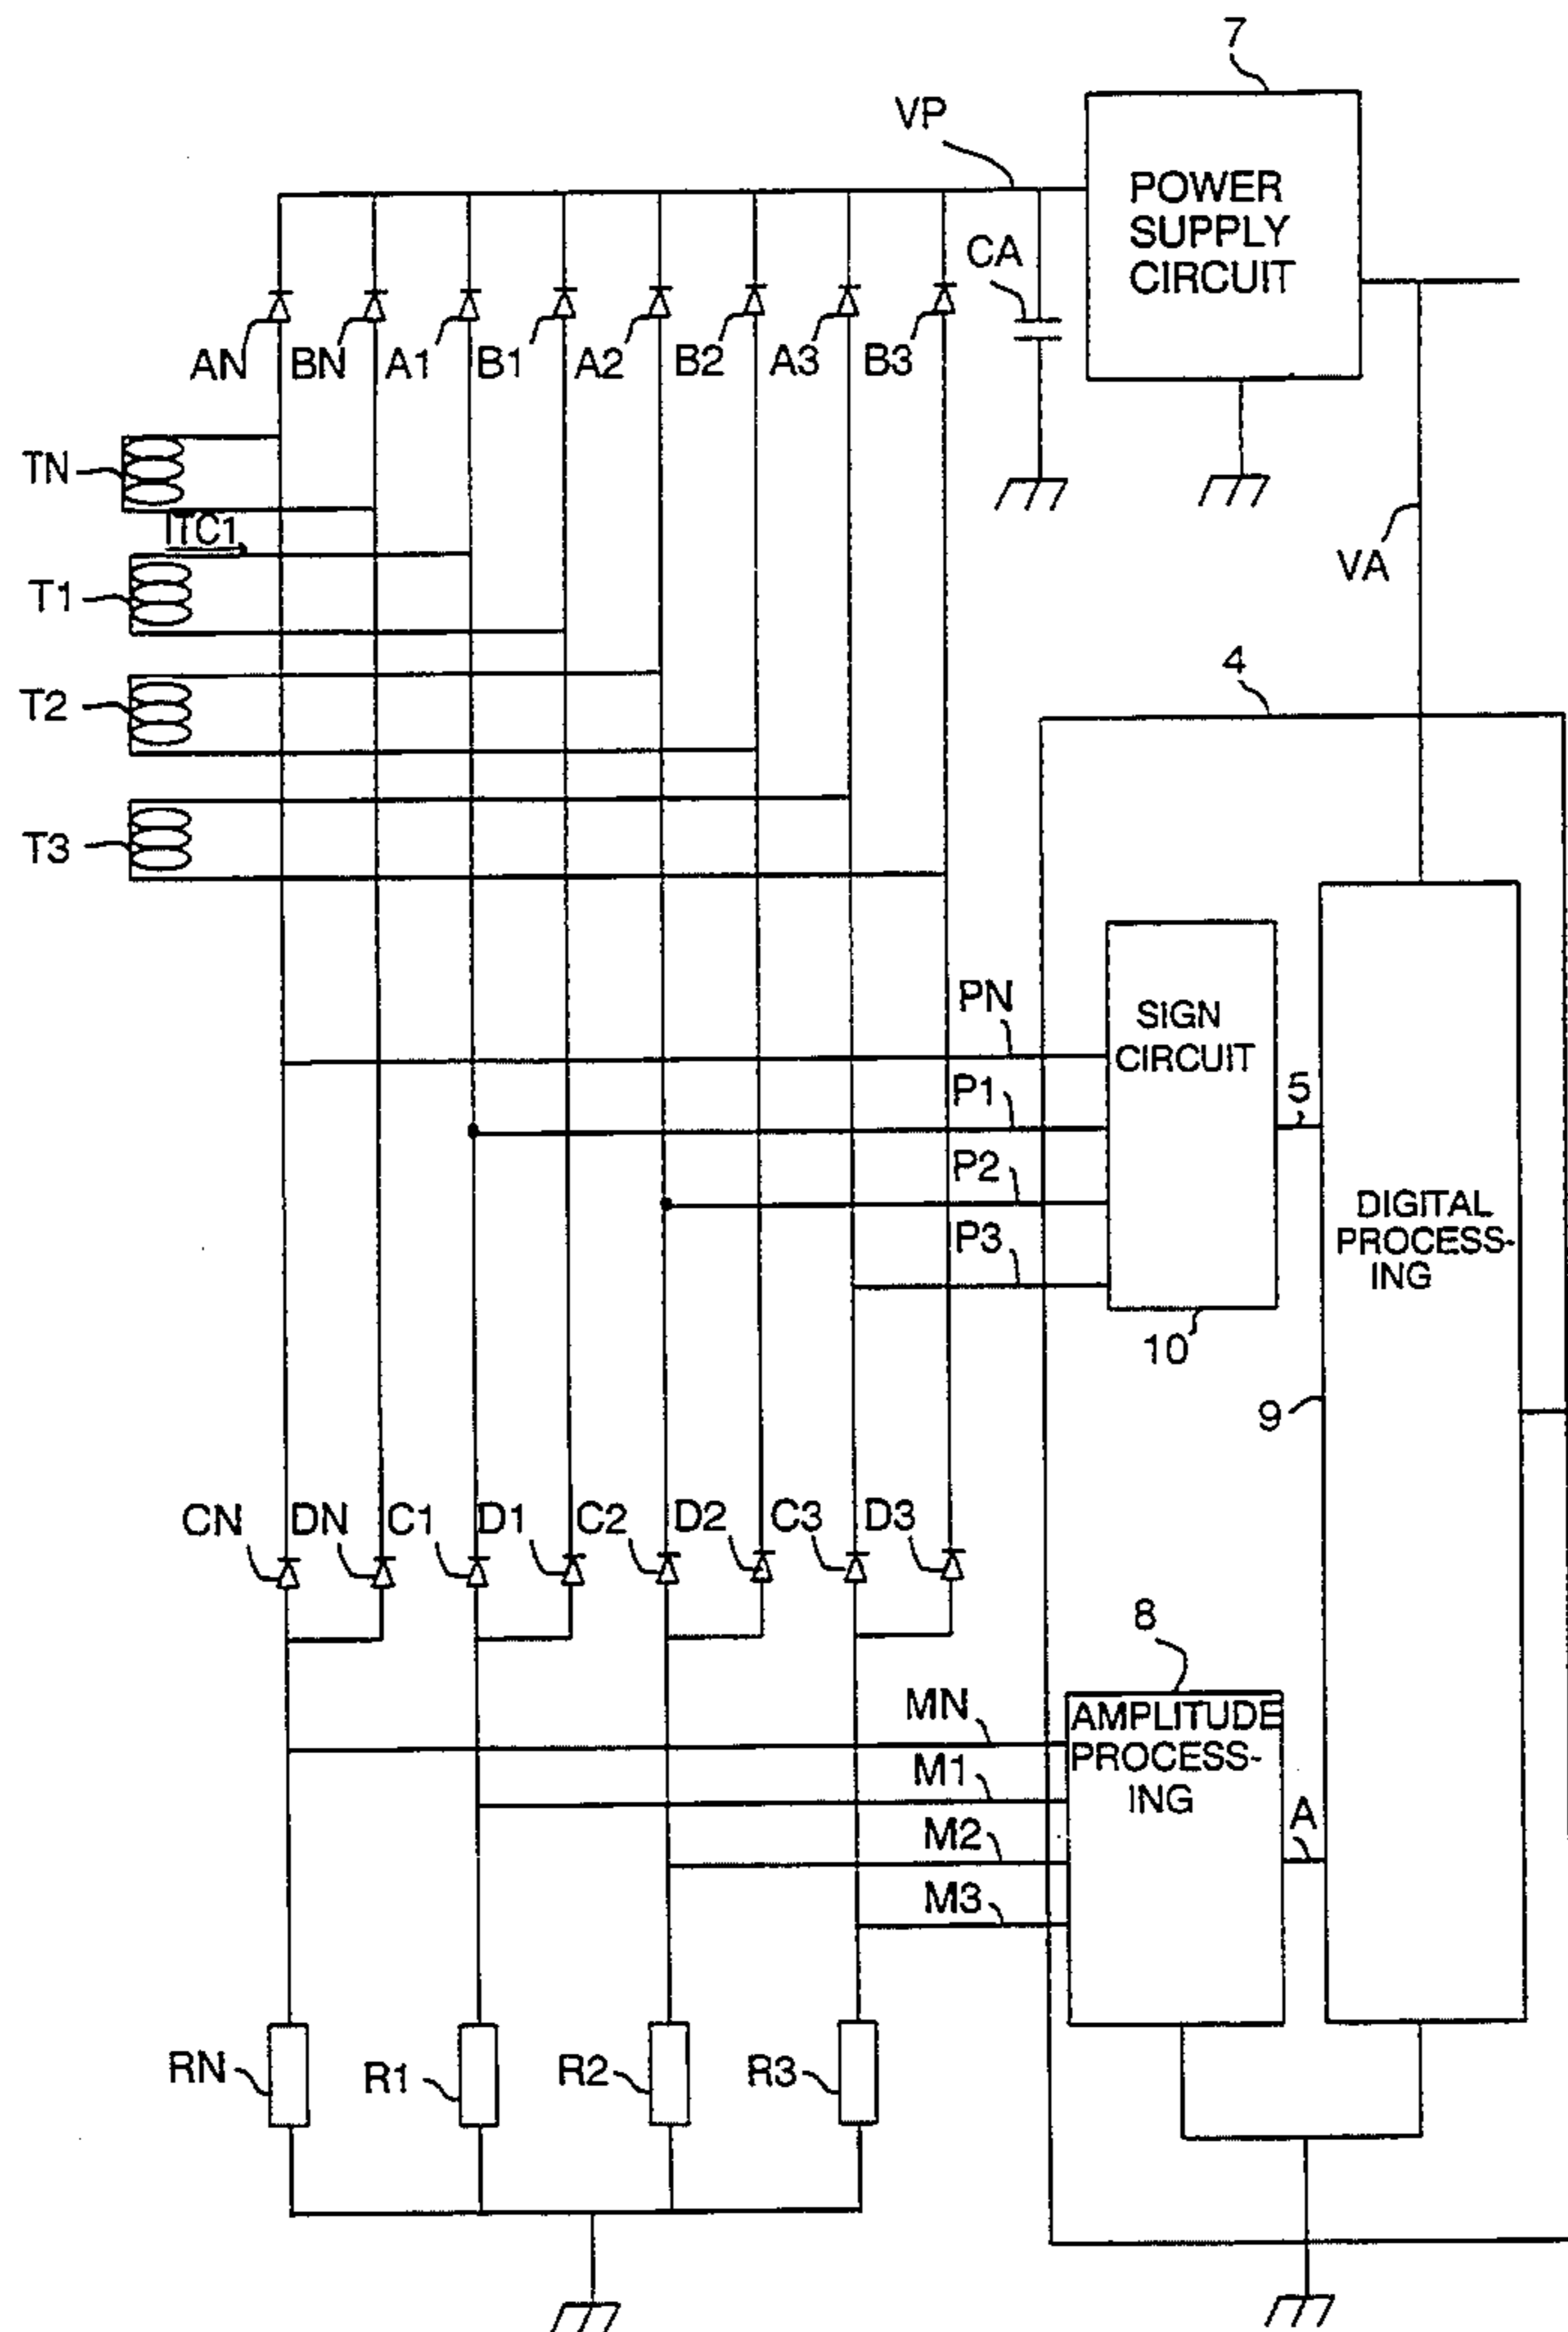 7
VP
POWER
SUPPLY
CIRCUIT
CA
AN
BN
A1
B1
A2
B2
A3
B3
TN
ITC1
T1
VA
T2
4
T3
PN
SIGN
CIRCUIT
P1
5
P2
DIGITAL
PROCESS-
ING
P3
10
9
CN
DN
C1
D1
C2
D2
C3
D3
8
MN
AMPLITUDE
PROCESS-
ING
M1
M2
A
M3
RN
R1
R2
R3